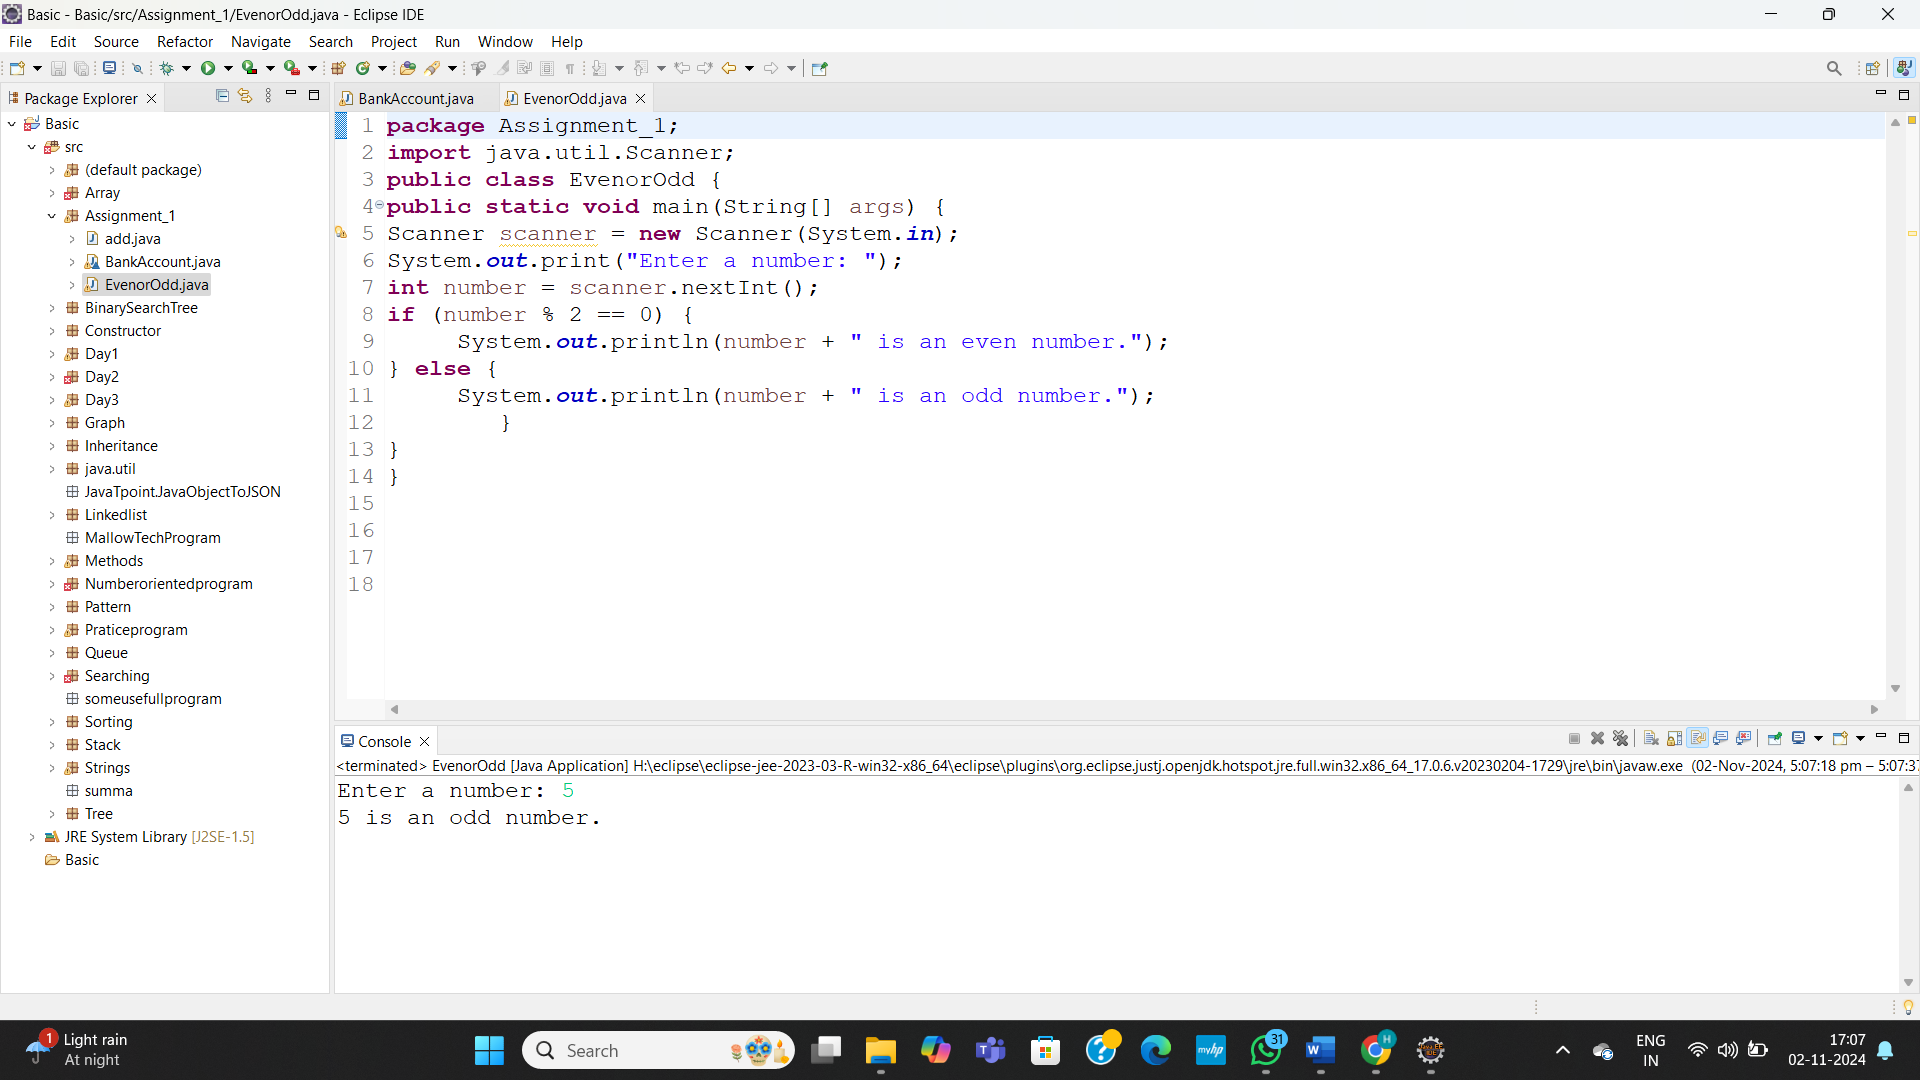 Basic - Basic/src/Assignment_1/EvenorOdd.java - Eclipse IDE
File Edit Source Refactor Navigate Search Project Run Window Help
Package Explorer
Basic
src
(default package)
Array
Assignment_1
add.java
BankAccount.java
EvenorOdd.java
BinarySearchTree
Constructor
Day1
Day2
Day3
Graph
Inheritance
java.util
JavaTpoint.JavaObjectToJSON
Linkedlist
MallowTechProgram
Methods
Numberorientedprogram
Pattern
Praticeprogram
Queue
Searching
someusefullprogram
Sorting
Stack
Strings
summa
Tree
JRE System Library [J2SE-1.5]
Basic
BankAccount.java EvenorOdd.java
1 package Assignment_1;
2 import java.util.Scanner;
3 public class EvenorOdd {
4 public static void main(String[] args) {
5 Scanner scanner = new Scanner(System.in);
6 System.out.print("Enter a number: ");
7 int number = scanner.nextInt();
8 if (number % 2 == 0) {
9 System.out.println(number + " is an even number.");
10 } else {
11 System.out.println(number + " is an odd number.");
12 }
13 }
14 }
15
16
17
18
Console
<terminated> EvenorOdd [Java Application] H:\eclipse\eclipse-jee-2023-03-R-win32-x86_64\eclipse\plugins\org.eclipse.justj.openjdk.hotspot.jre.full.win32.x86_64_17.0.6.v20230204-1729\jre\bin\javaw.exe (02-Nov-2024, 5:07:18 pm – 5:07:37
Enter a number: 5
5 is an odd number.
1
Light rain
At night
Search
myhp
31
W
H
ENG
IN
17:07
02-11-2024